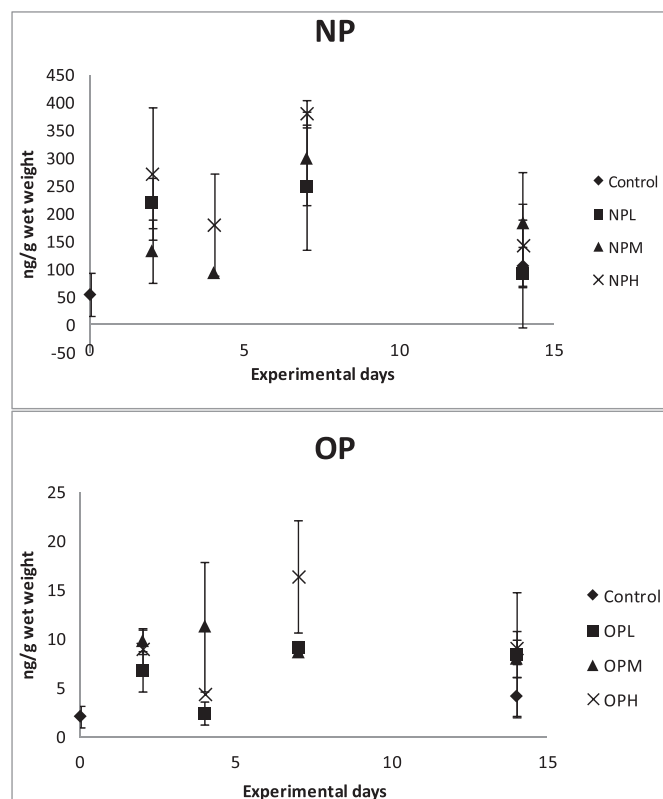 NP
450
400
350
300
250
200
150
100
50
0
-50
0
5
10
15
ng/g wet weight
Experimental days
Control
NPL
NPM
NPH
OP
25
20
15
10
5
0
0
5
10
15
ng/g wet weight
Experimental days
Control
OPL
OPM
OPH